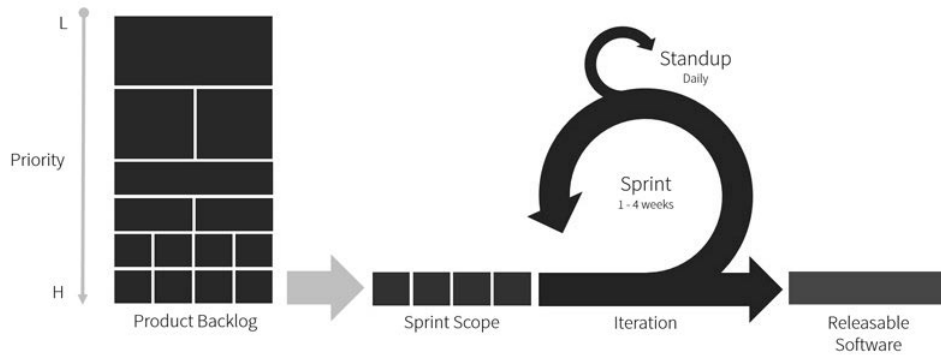 L
Priority
H
Product Backlog
Sprint Scope
Standup
Daily
Sprint
1 - 4 weeks
Iteration
Releasable
Software